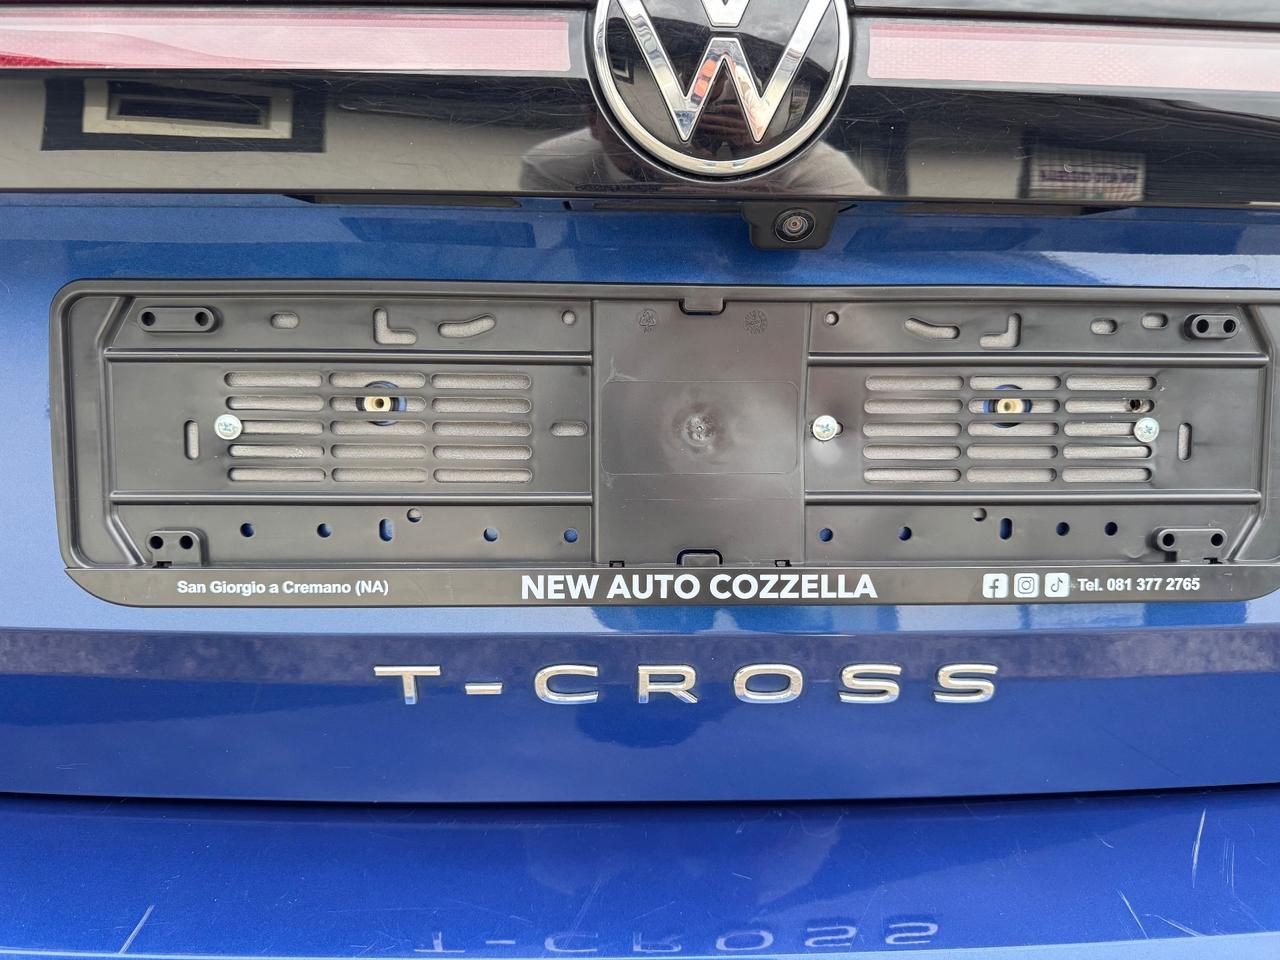 San Giorgio a Cremano (NA) NEW AUTO COZZELLA Tel. 081 377 2765
T-CROSS